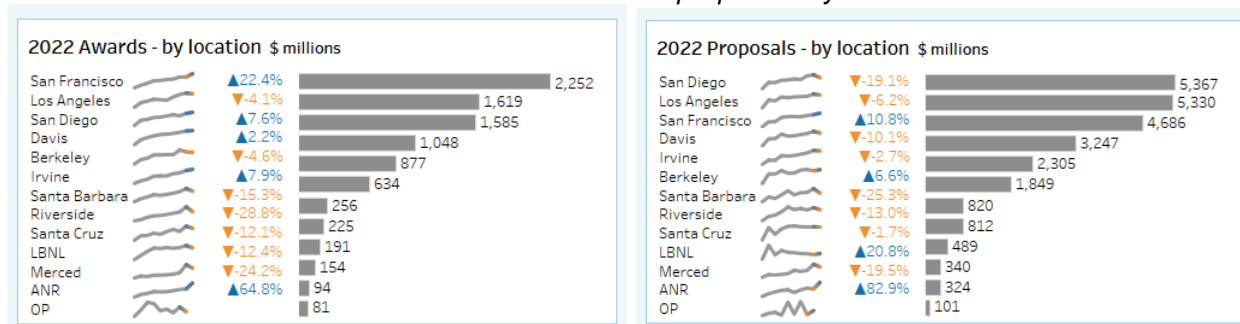 2022 Awards - by location $ millions
San Francisco ▲22.4% 2,252
Los Angeles ▼-4.1% 1,619
San Diego ▲7.6% 1,585
Davis ▲2.2% 1,048
Berkeley ▼-4.6% 877
Irvine ▲7.9% 634
Santa Barbara ▼-15.3% 256
Riverside ▼-28.8% 225
Santa Cruz ▼-12.1% 191
LBNL ▼-12.4% 154
Merced ▼-24.2% 94
ANR ▲64.8% 81
OP
2022 Proposals - by location $ millions
San Diego ▼-19.1% 5,367
Los Angeles ▼-6.2% 5,330
San Francisco ▲10.8% 4,686
Davis ▼-10.1% 3,247
Irvine ▼-2.7% 2,305
Berkeley ▲6.6% 1,849
Santa Barbara ▼-25.3% 820
Riverside ▼-13.0% 812
Santa Cruz ▼-1.7% 489
LBNL ▲20.8% 340
Merced ▼-19.5% 324
ANR ▲82.9% 101
OP